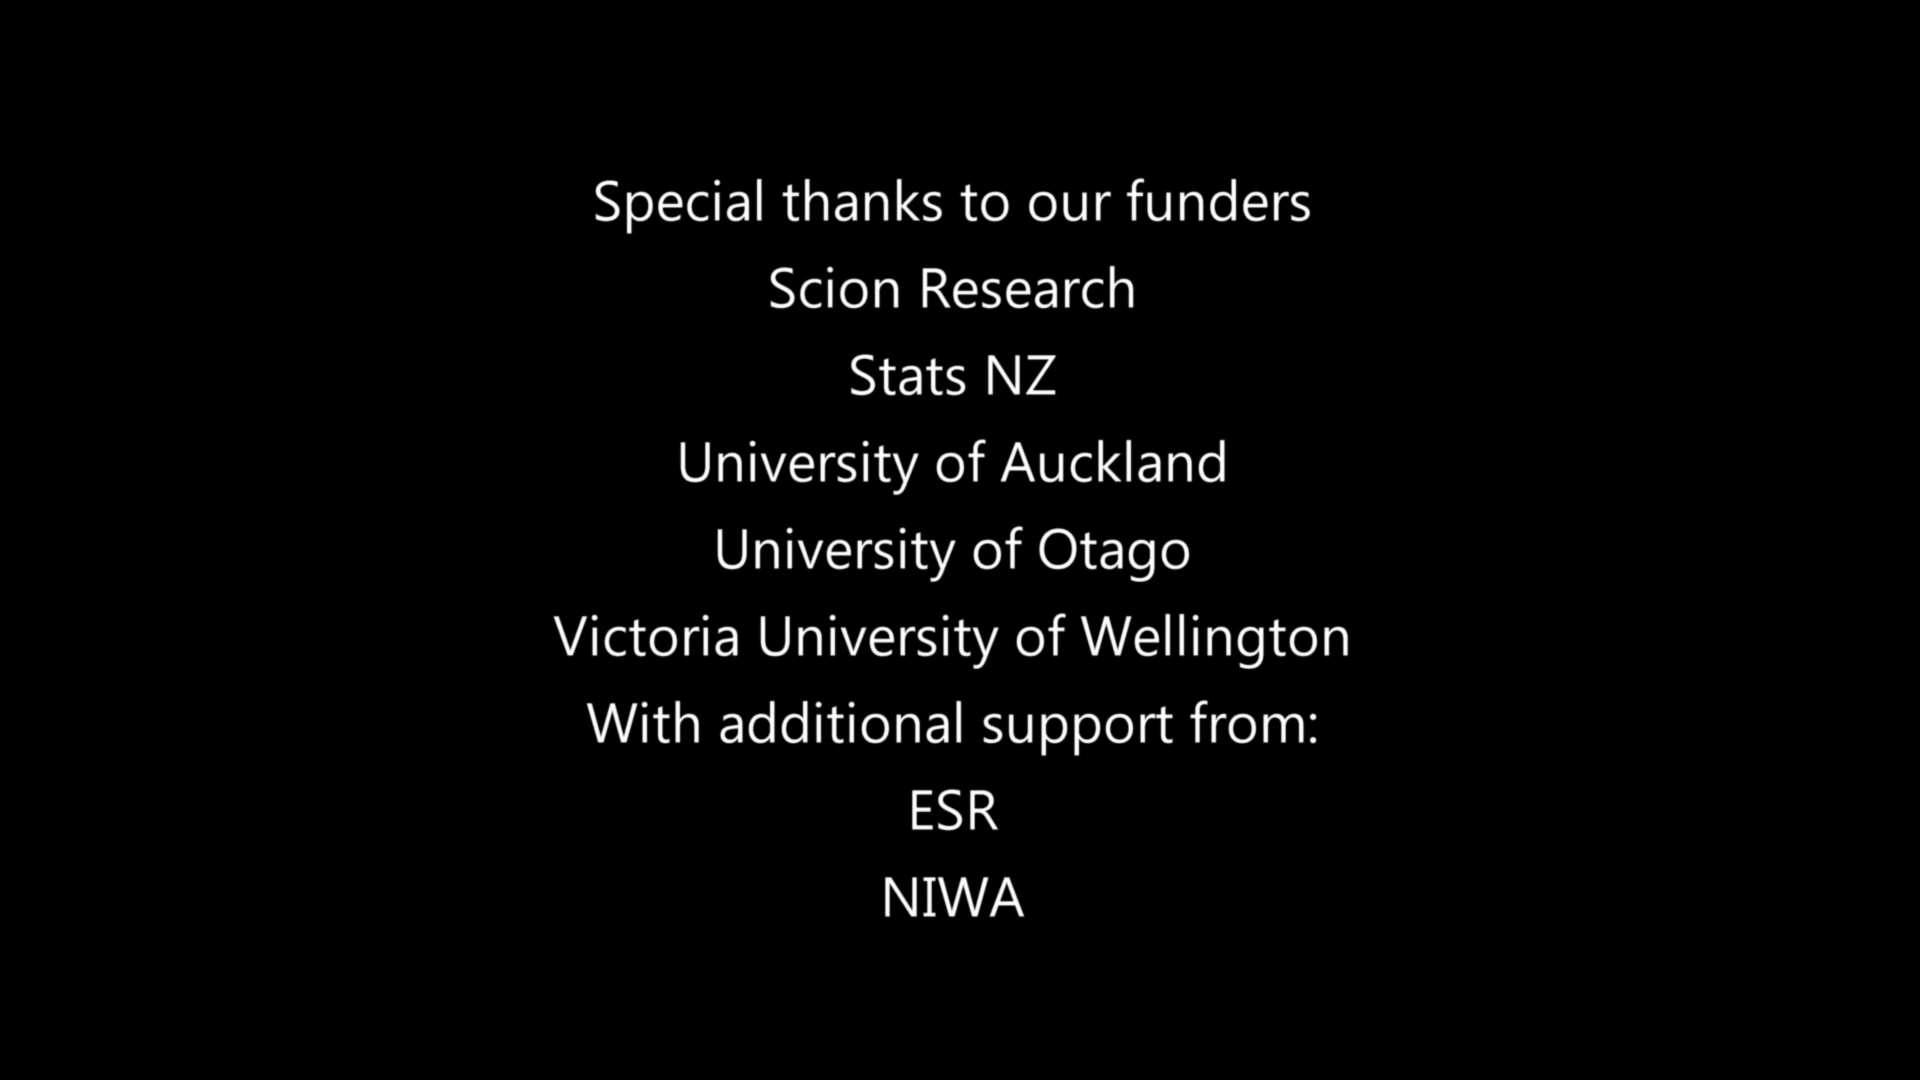 Special thanks to our funders
Scion Research
Stats NZ
University of Auckland
University of Otago
Victoria University of Wellington
With additional support from:
ESR
NIWA